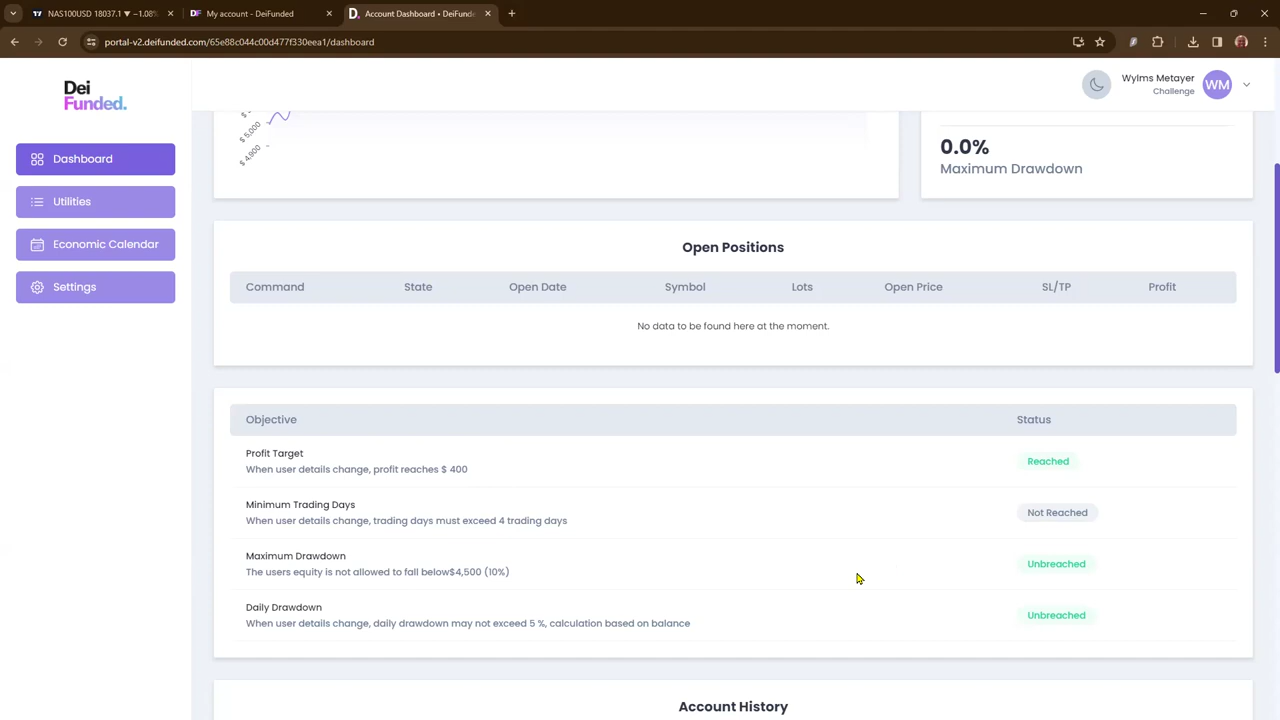 NAS100USD 18037.1 ▼ −1.08%
My account - DeiFunded
Account Dashboard • DeiFunde
portal-v2.deifunded.com/65e88c044c00d477f330eea1/dashboard
Dei
Funded.
Wylms Metayer
Challenge
WM
Dashboard
Utilities
Economic Calendar
Settings
$ 5,000
$ 4,900
0.0%
Maximum Drawdown
Open Positions
Command State Open Date Symbol Lots Open Price SL/TP Profit
No data to be found here at the moment.
Objective Status
Profit Target
When user details change, profit reaches $ 400
Reached
Minimum Trading Days
When user details change, trading days must exceed 4 trading days
Not Reached
Maximum Drawdown
The users equity is not allowed to fall below$4,500 (10%)
Unbreached
Daily Drawdown
When user details change, daily drawdown may not exceed 5 %, calculation based on balance
Unbreached
Account History